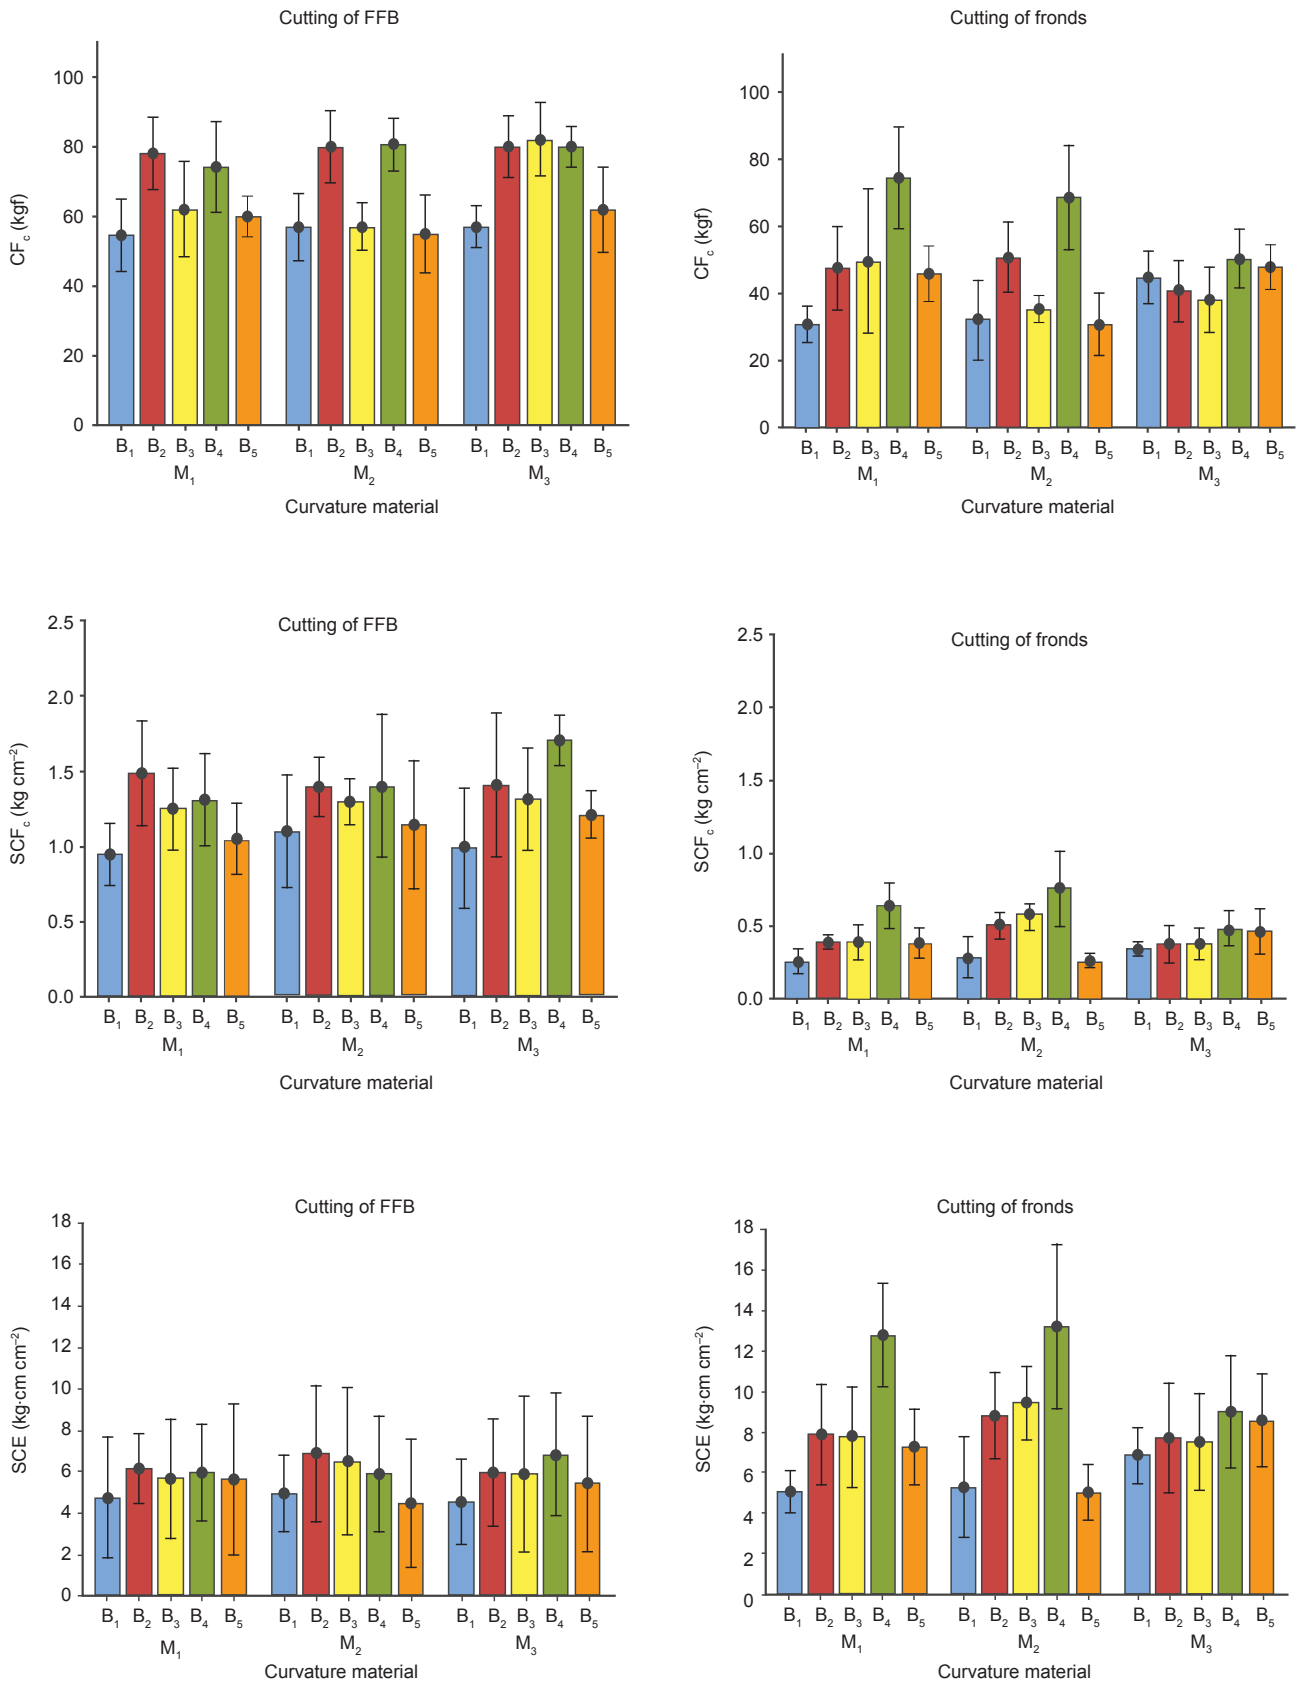 Cutting of FFB
CF_c (kgf)
100
80
60
40
20
0
B₁ B₂ B₃ B₄ B₅ B₁ B₂ B₃ B₄ B₅ B₁ B₂ B₃ B₄ B₅
M₁ M₂ M₃
Curvature material
Cutting of fronds
CF_c (kgf)
100
80
60
40
20
0
B₁ B₂ B₃ B₄ B₅ B₁ B₂ B₃ B₄ B₅ B₁ B₂ B₃ B₄ B₅
M₁ M₂ M₃
Curvature material
Cutting of FFB
SCF_c (kg cm⁻²)
2.5
2.0
1.5
1.0
0.5
0.0
B₁ B₂ B₃ B₄ B₅ B₁ B₂ B₃ B₄ B₅ B₁ B₂ B₃ B₄ B₅
M₁ M₂ M₃
Curvature material
Cutting of fronds
SCF_c (kg cm⁻²)
2.5
2.0
1.5
1.0
0.5
0.0
B₁ B₂ B₃ B₄ B₅ B₁ B₂ B₃ B₄ B₅ B₁ B₂ B₃ B₄ B₅
M₁ M₂ M₃
Curvature material
Cutting of FFB
SCE (kg·cm cm⁻²)
18
16
14
12
10
8
6
4
2
0
B₁ B₂ B₃ B₄ B₅ B₁ B₂ B₃ B₄ B₅ B₁ B₂ B₃ B₄ B₅
M₁ M₂ M₃
Curvature material
Cutting of fronds
SCE (kg·cm cm⁻²)
18
16
14
12
10
8
6
4
2
0
B₁ B₂ B₃ B₄ B₅ B₁ B₂ B₃ B₄ B₅ B₁ B₂ B₃ B₄ B₅
M₁ M₂ M₃
Curvature material